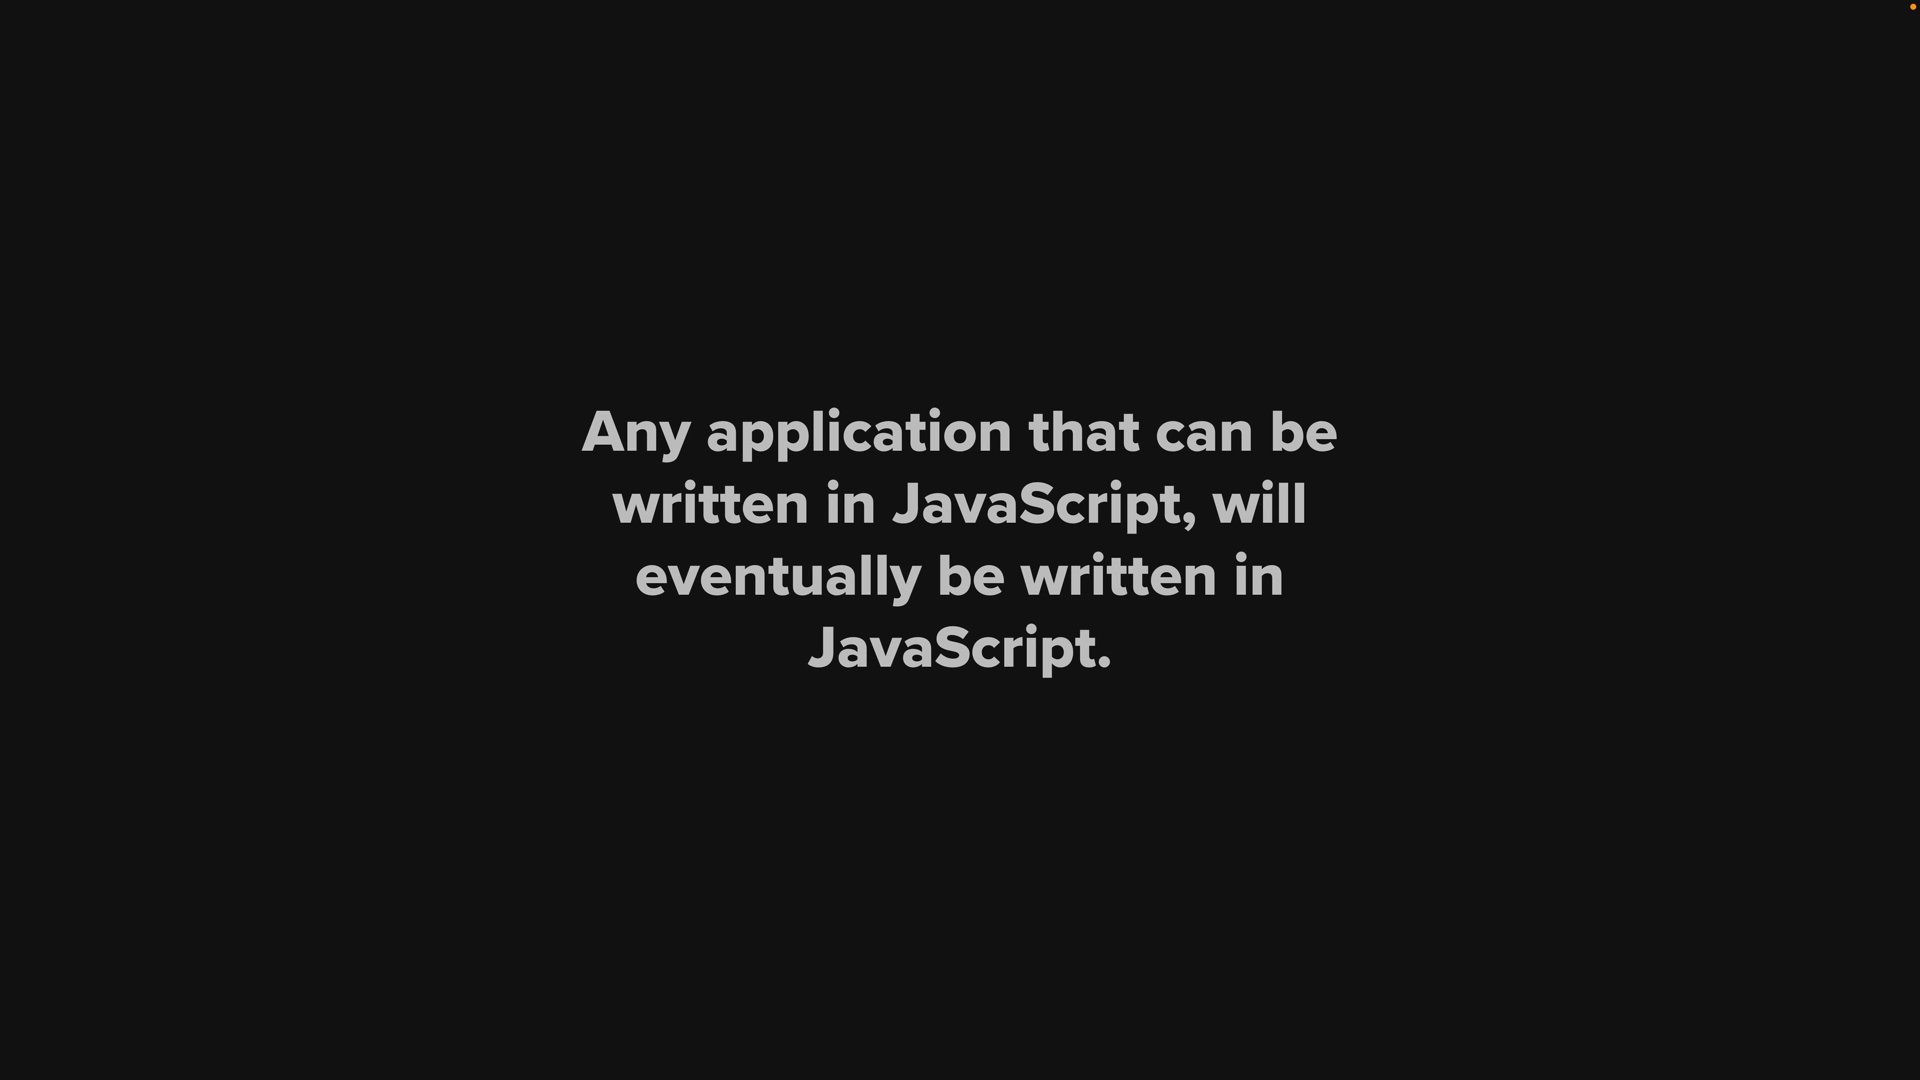 Any application that can be
written in JavaScript, will
eventually be written in
JavaScript.